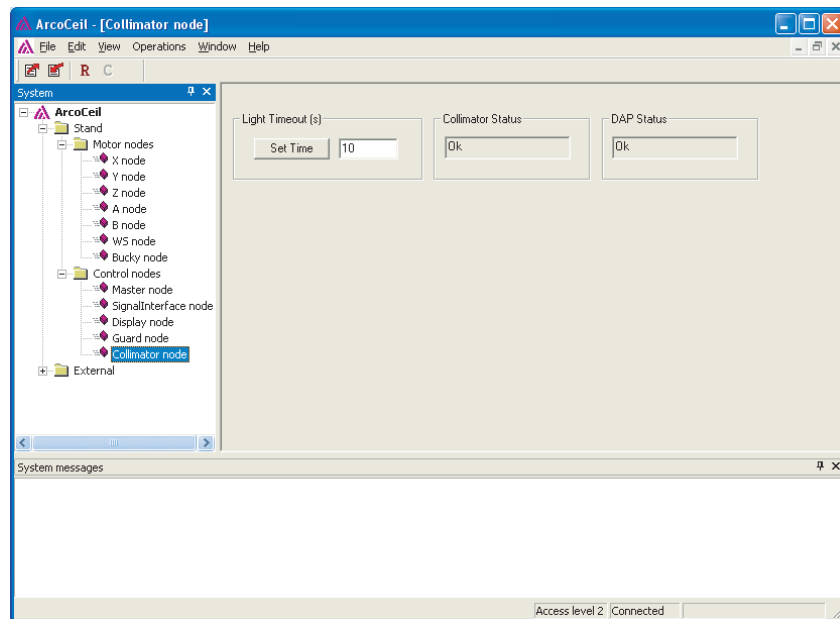 ArcoCeil - [Collimator node]
File Edit View Operations Window Help
R C
System
ArcoCeil
Stand
Motor nodes
X node
Y node
Z node
A node
B node
WS node
Bucky node
Control nodes
Master node
SignalInterface node
Display node
Guard node
Collimator node
External
Light Timeout (s)
Set Time 10
Collimator Status
Ok
DAP Status
Ok
System messages
Access level 2 Connected